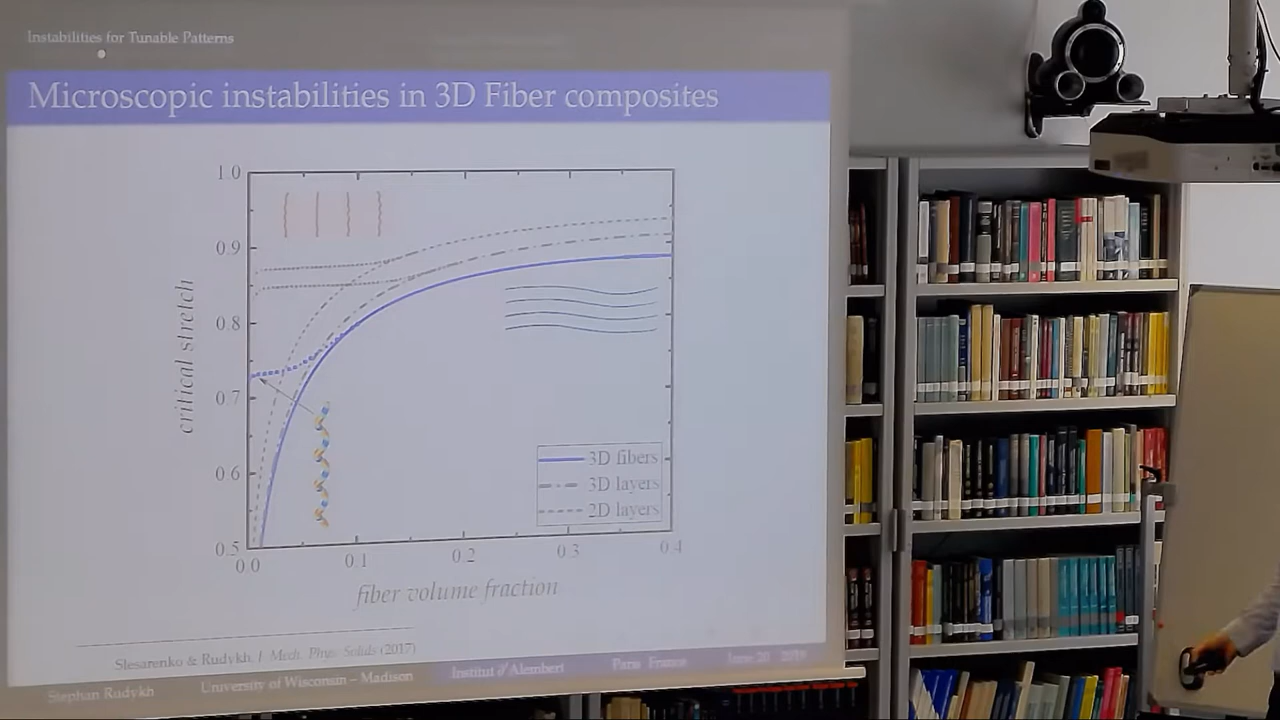 Instabilities for Tunable Patterns
Microscopic instabilities in 3D Fiber composites
1.0
0.9
0.8
0.7
0.6
0.5
critical stretch
0.0
0.1
0.2
0.3
0.4
fiber volume fraction
3D fibers
3D layers
2D layers
Slesarenko & Rudykh, J. Mech. Phys. Solids (2017)
Stephan Rudykh
University of Wisconsin – Madison
Institut d'Alembert
Paris France
June 20